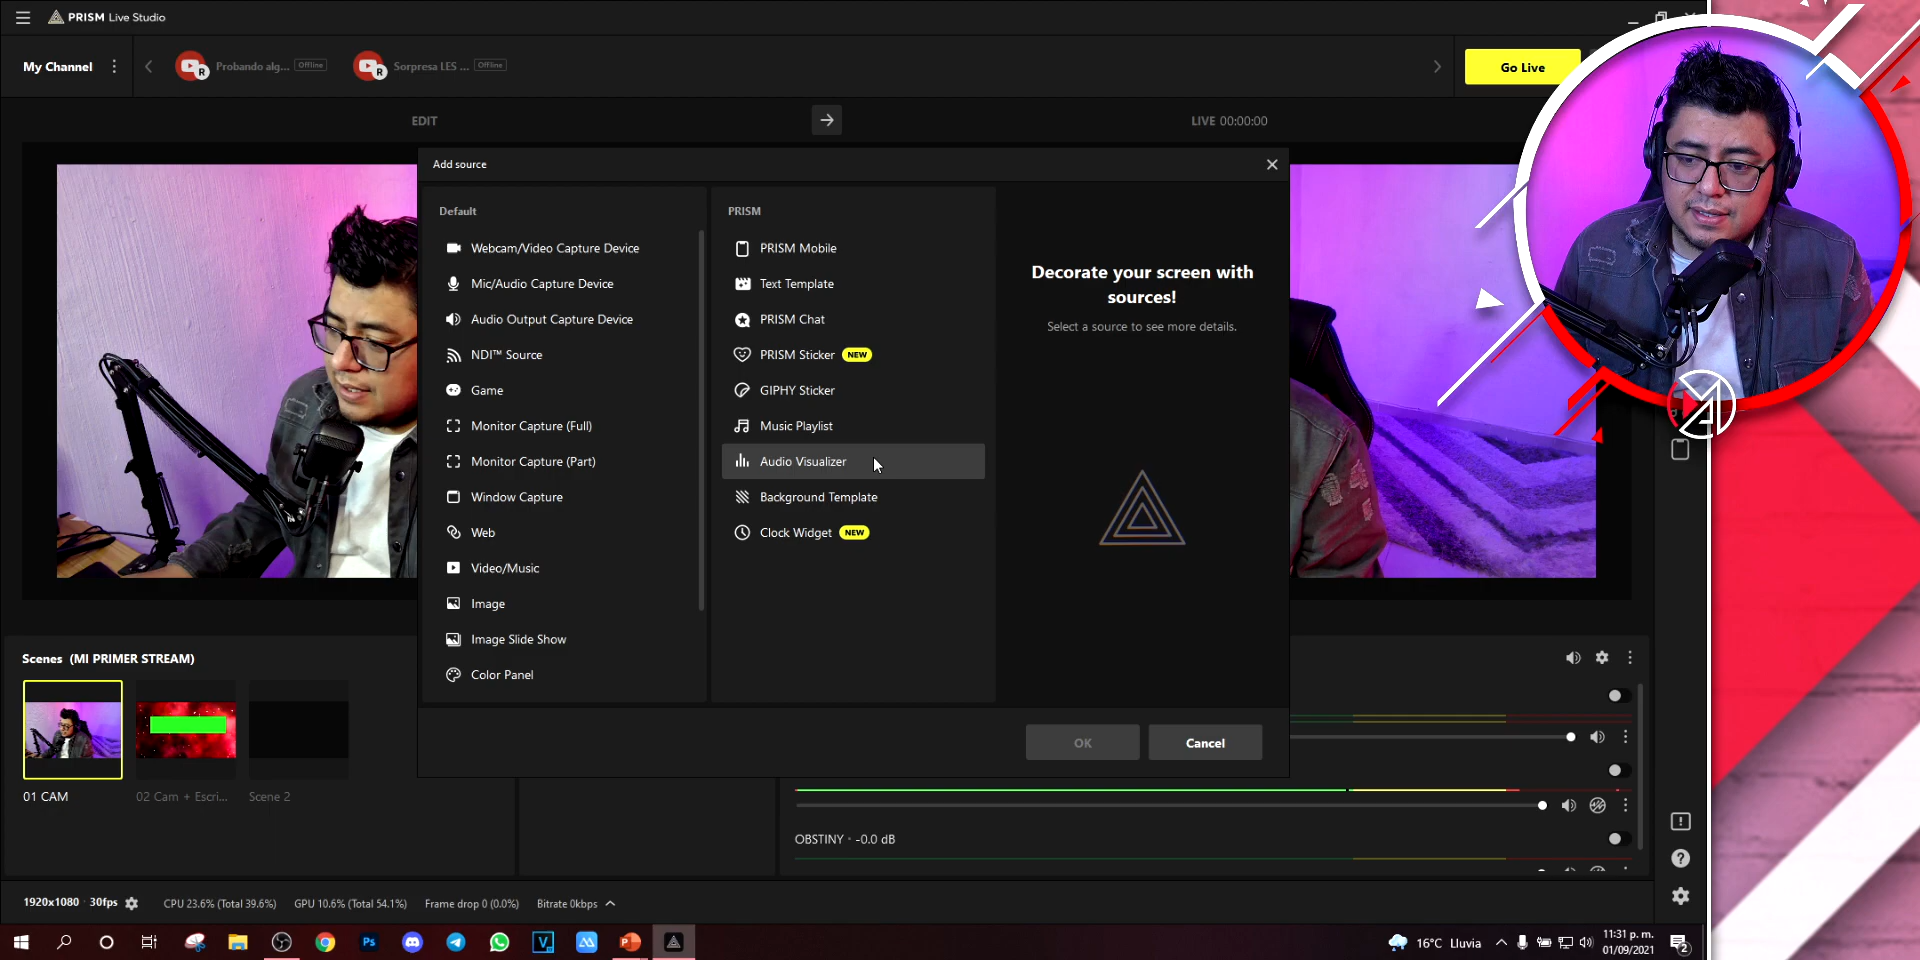 PRISM Live Studio
My Channel
Probando alg... Offline
Sorpresa LES ... Offline
Go Live
EDIT
LIVE 00:00:00
Add source
Default
Webcam/Video Capture Device
Mic/Audio Capture Device
Audio Output Capture Device
NDI™ Source
Game
Monitor Capture (Full)
Monitor Capture (Part)
Window Capture
Web
Video/Music
Image
Image Slide Show
Color Panel
PRISM
PRISM Mobile
Text Template
PRISM Chat
PRISM Sticker NEW
GIPHY Sticker
Music Playlist
Audio Visualizer
Background Template
Clock Widget NEW
Decorate your screen with
sources!
Select a source to see more details.
OK
Cancel
Scenes (MI PRIMER STREAM)
01 CAM
02 Cam + Escri...
Scene 2
OBSTINY · -0.0 dB
1920x1080 · 30fps
CPU 23.6% (Total 39.6%)
GPU 10.6% (Total 54.1%)
Frame drop 0 (0.0%)
Bitrate 0kbps
16°C Lluvia
11:31 p. m.
01/09/2021
2